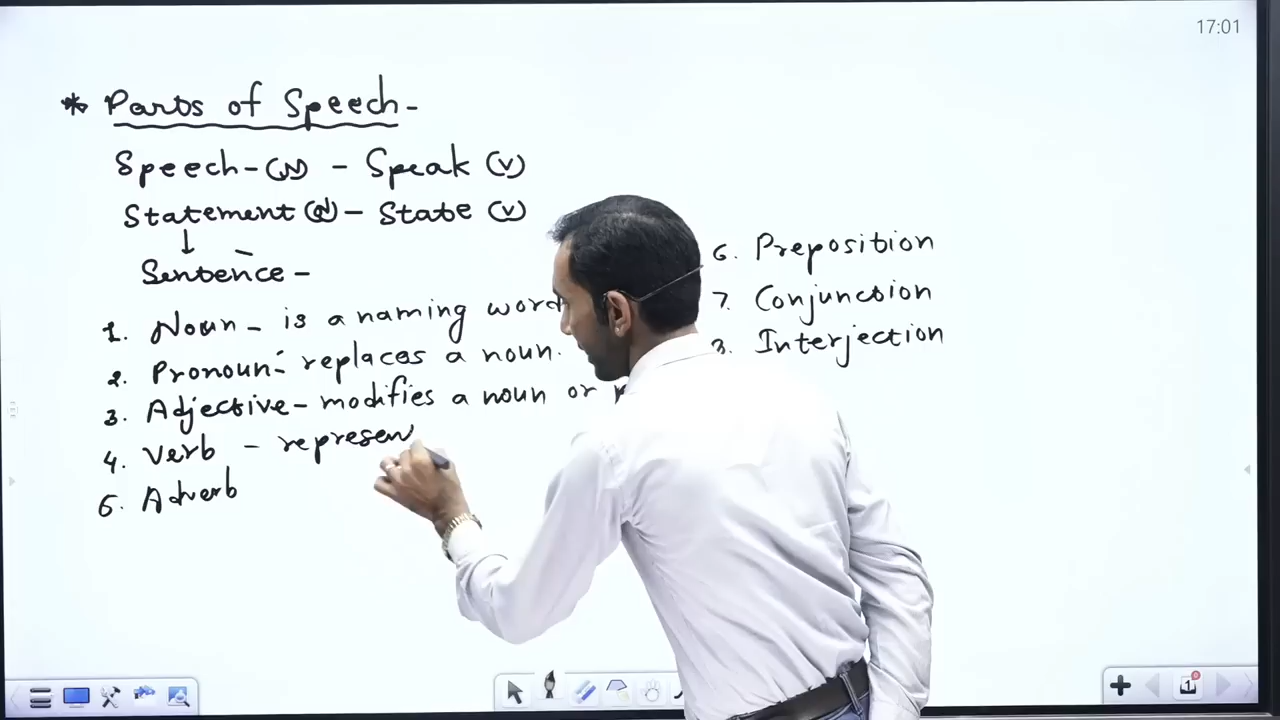 17:01
* Parts of Speech-
Speech-(N) - Speak (V)
Statement (N) - State (V)
↓
Sentence -
1. Noun - is a naming word
2. Pronoun - replaces a noun.
3. Adjective - modifies a noun or
4. Verb - represen
5. Adverb
6. Preposition
7. Conjunction
8. Interjection
1